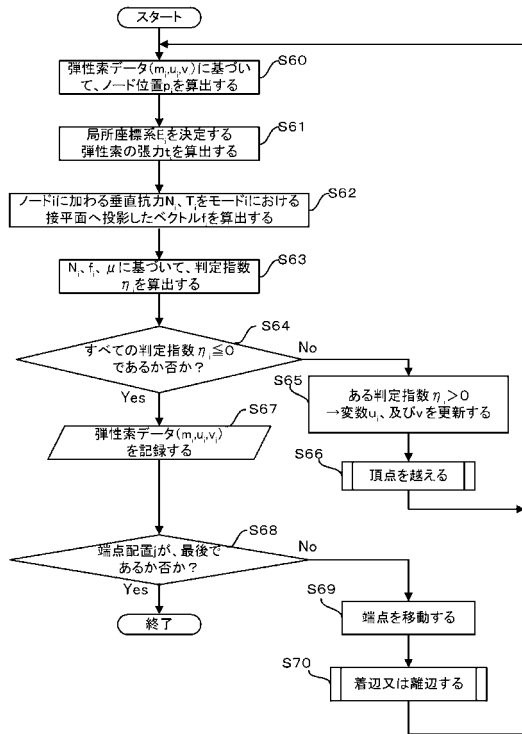 スタート
S60
弾性索データ(mi,ui,vi)に基づい
て、ノード位置piを算出する
S61
局所座標系Eiを決定する
弾性索の張力tiを算出する
S62
ノードiに加わる垂直抗力Ni、Tiをモードiにおける
接平面へ投影したベクトルfiを算出する
S63
Ni、fi、μに基づいて、判定指数
ηiを算出する
S64
すべての判定指数ηi≦0
であるか否か?
No
Yes
S65
ある判定指数ηi>0
→変数ui、及びvを更新する
S66
頂点を越える
S67
弾性索データ(mi,ui,vi)
を記録する
S68
端点配置jが、最後で
あるか否か?
No
Yes
終了
S69
端点を移動する
S70
着辺又は離辺する